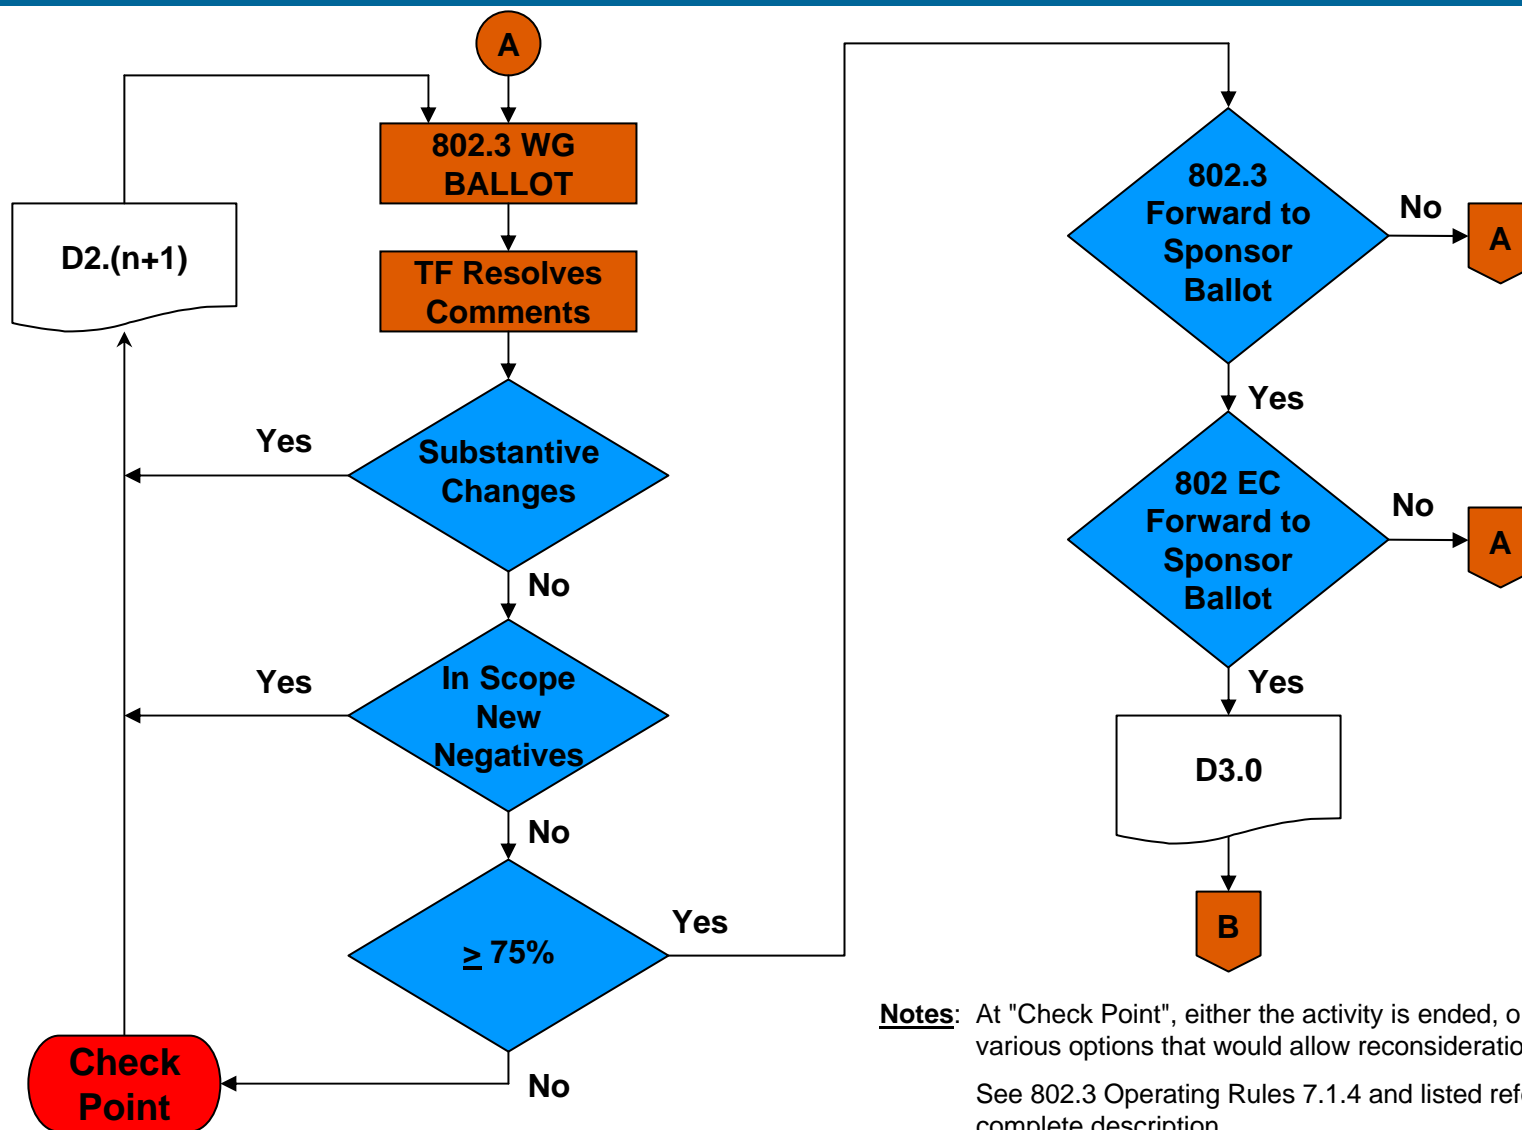 A
802.3 WG
BALLOT
D2.(n+1)
TF Resolves
Comments
Substantive
Changes
Yes
No
In Scope
New
Negatives
Yes
No
≥ 75%
Yes
No
Check
Point
802.3
Forward to
Sponsor
Ballot
No
A
Yes
802 EC
Forward to
Sponsor
Ballot
No
A
Yes
D3.0
B
Notes: At "Check Point", either the activity is ended, o
various options that would allow
See 802.3 Operating Rules 7.1.4 and listed
complete description